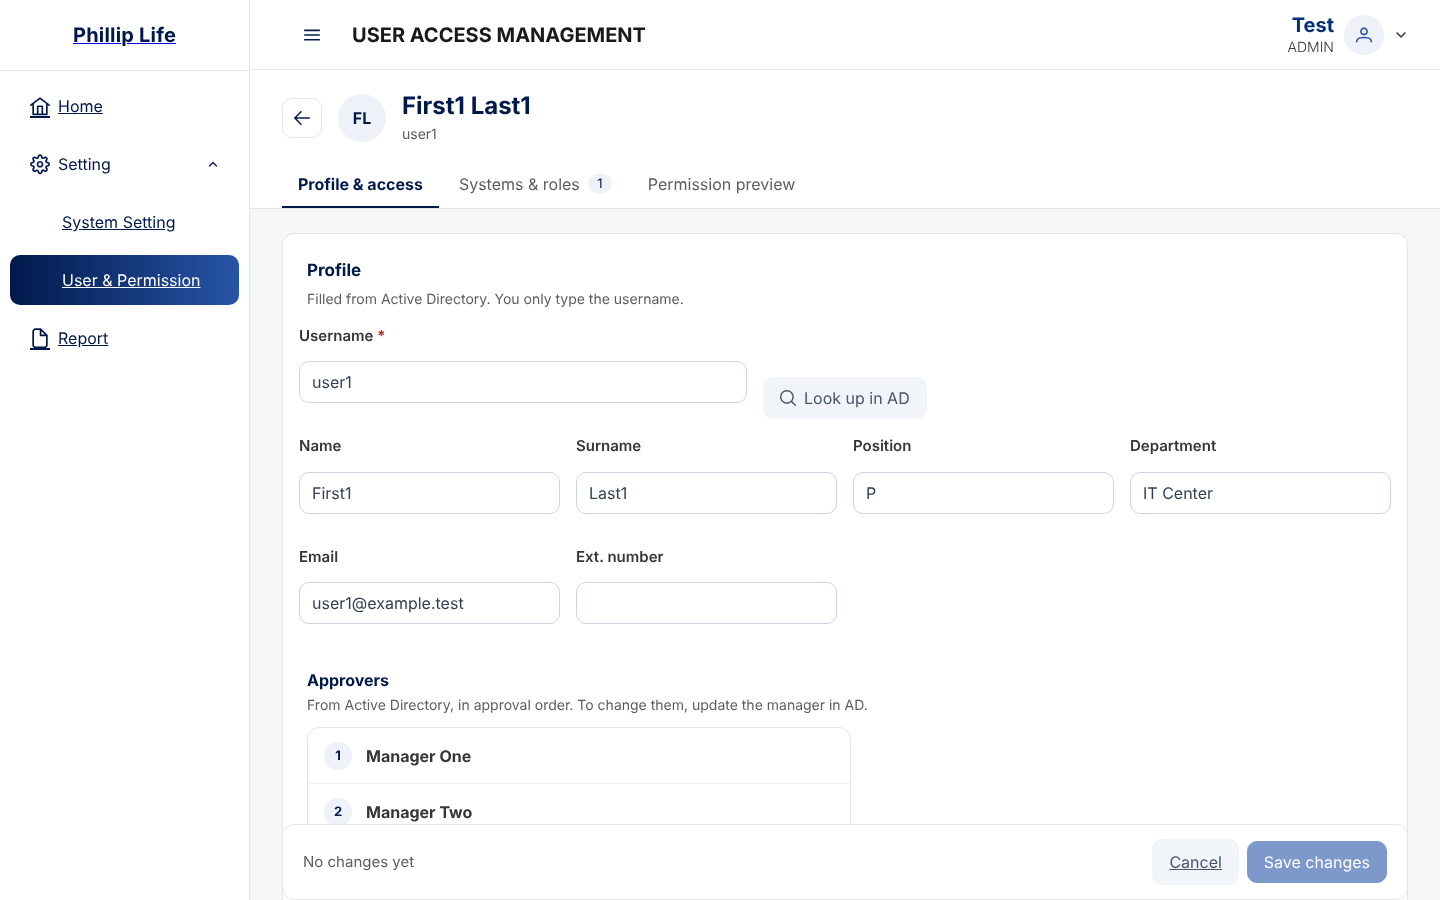 Phillip Life
USER ACCESS MANAGEMENT
Test
ADMIN
Home
Setting
System Setting
User & Permission
Report
FL
First1 Last1
user1
Profile & access
Systems & roles 1
Permission preview
Profile
Filled from Active Directory. You only type the username.
Username *
user1
Look up in AD
Name
Surname
Position
Department
First1
Last1
P
IT Center
Email
Ext. number
user1@example.test
Approvers
From Active Directory, in approval order. To change them, update the manager in AD.
1 Manager One
2 Manager Two
No changes yet
Cancel
Save changes